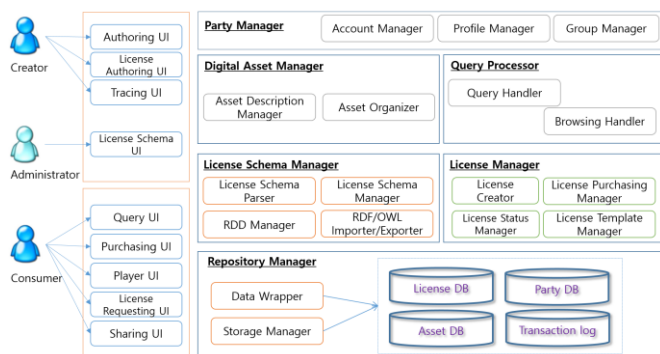 Creator
Authoring UI
License
Authoring UI
Tracing UI
Administrator
License Schema
UI
Consumer
Query UI
Purchasing UI
Player UI
License
Requesting UI
Sharing UI
Party Manager
Account Manager
Profile Manager
Group Manager
Digital Asset Manager
Asset Description
Manager
Asset Organizer
Query Processor
Query Handler
Browsing Handler
License Schema Manager
License Schema
Parser
License Schema
Manager
RDD Manager
RDF/OWL
Importer/Exporter
License Manager
License
Creator
License Purchasing
Manager
License Status
Manager
License Template
Manager
Repository Manager
Data Wrapper
Storage Manager
License DB
Party DB
Asset DB
Transaction log